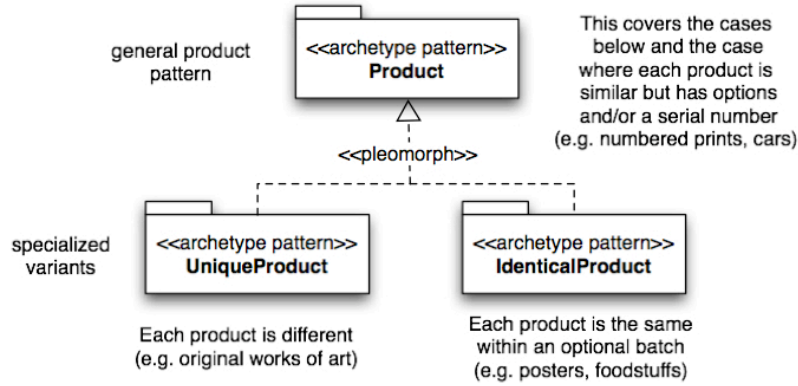 general product
pattern
<<archetype pattern>>
Product
This covers the cases
below and the case
where each product is
similar but has options
and/or a serial number
(e.g. numbered prints, cars)
<<pleomorph>>
specialized
variants
<<archetype pattern>>
UniqueProduct
<<archetype pattern>>
IdenticalProduct
Each product is different
(e.g. original works of art)
Each product is the same
within an optional batch
(e.g. posters, foodstuffs)